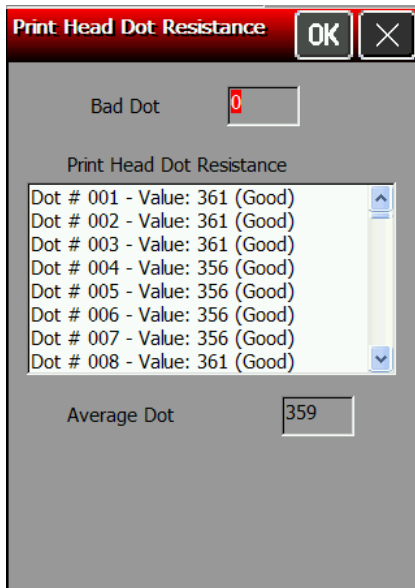 Print Head Dot Resistance OK
Bad Dot 0
Print Head Dot Resistance
Dot # 001 - Value: 361 (Good)
Dot # 002 - Value: 361 (Good)
Dot # 003 - Value: 361 (Good)
Dot # 004 - Value: 356 (Good)
Dot # 005 - Value: 356 (Good)
Dot # 006 - Value: 356 (Good)
Dot # 007 - Value: 356 (Good)
Dot # 008 - Value: 361 (Good)
Average Dot 359